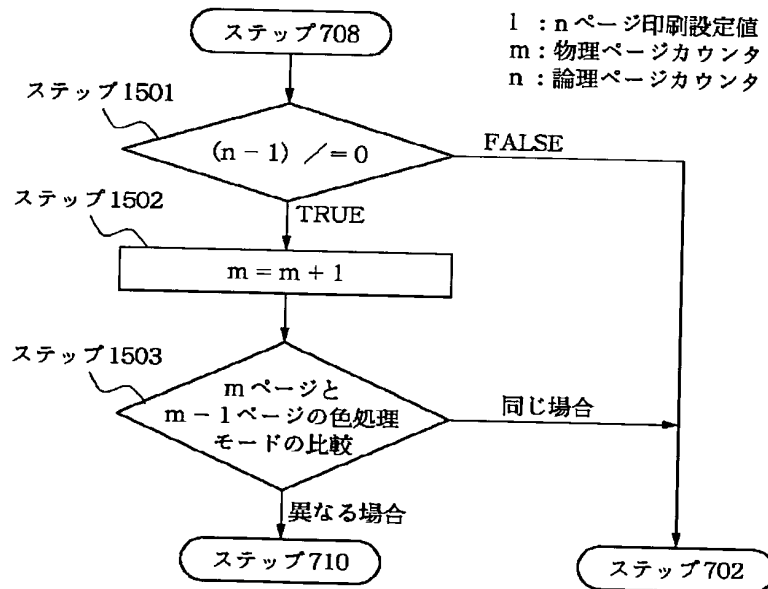 ステップ708
l : nページ印刷設定値
m : 物理ページカウンタ
n : 論理ページカウンタ
ステップ1501
(n - 1) ／= 0
FALSE
TRUE
ステップ1502
m = m + 1
ステップ1503
mページと
m - 1ページの色処理
モードの比較
同じ場合
異なる場合
ステップ710
ステップ702